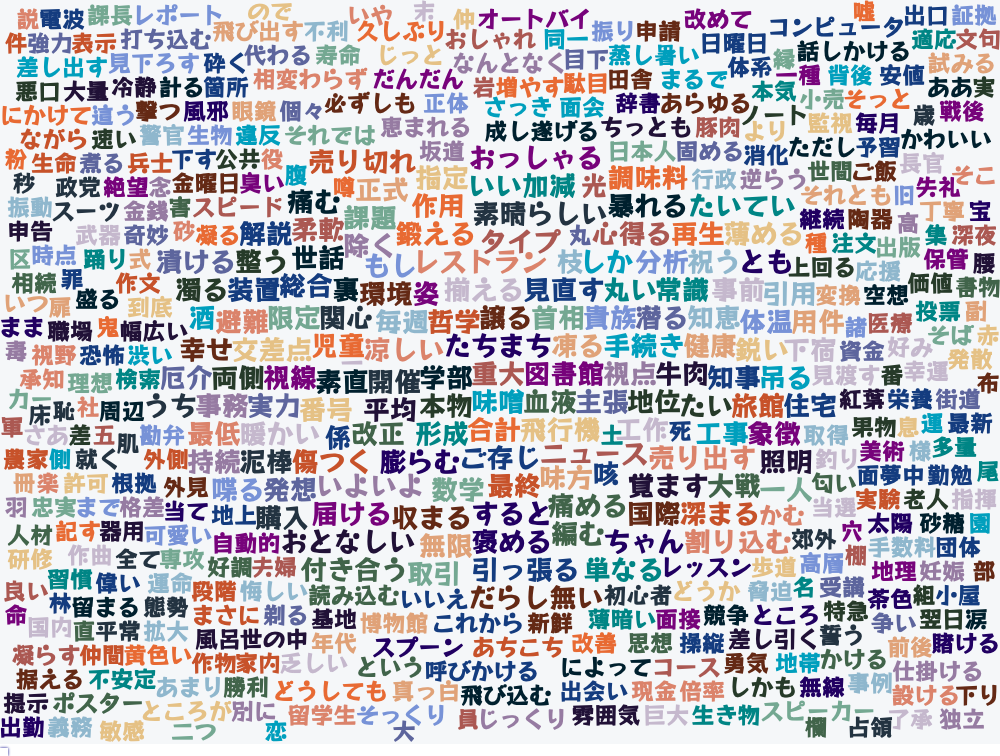 説 電波 課長 レポート ので いや 末 仲 オートバイ 改めて 嘘 出口 証拠
件 強力 表示 打ち込む 飛び出す 不利 久しぶり おしゃれ 同一 振り 申請 日曜日 コンピュータ 適応 文句
差し出す 見下ろす 砕く 代わる 寿命 じっと なんとなく 目下 蒸し暑い 体系 縁 話しかける 試みる
悪口 大量 冷静 計る 箇所 相変わらず だんだん 岩 増やす 駄目 田舎 まるで 本気 一種 背後 安値 ああ 実
にかけて 違う 撃つ 風邪 眼鏡 個々 必ずしも 正体 さっき 面会 辞書 あらゆる ノート 小売 そっと 歳 戦後
ながら 速い 警官 生物 違反 それでは 恵まれる 成し遂げる ちっとも 豚肉 より 監視 毎月 かわいい
粉 生命 煮る 兵士 下す 公共 役 腹 売り切れ 坂道 おっしゃる 日本人 固める 消化 ただし 予習 長官
秒 政党 絶望 念 金曜日 臭い 噂 正式 指定 いい加減 光 調味料 行政 逆らう 世間 ご飯 それとも 旧 失礼 そこ
振動 スーツ 金銭 害 スピード 痛む 課題 作用 素晴らしい 暴れる たいてい 継続 陶器 高 丁寧 宝
申告 武器 奇妙 砂 凝る 解説 柔軟 除く 鍛える タイプ 丸 心得る 再生 薄める 種 注文 出版 集 深夜
区 時点 踊り 式 漬ける 整う 世話 もし レストラン 枝 しか 分析 祝う とも 上回る 応援 保管 腰
相続 罪 作文 濁る 装置 総合 裏 環境 姿 揃える 見直す 丸い 常識 事前 引用 変換 空想 価値 書物
いつ 扉 盛る 到底 酒 避難 限定 関心 毎週 哲学 譲る 首相 貴族 潜る 知恵 体温 用件 諸 医療 投票 副
まま 職場 鬼 幅広い 幸せ 交差点 児童 涼しい たちまち 凍る 手続き 健康 鋭い 下宿 資金 好み そば 赤
毒 視野 恐怖 渋い 発散
承知 理想 検索 厄介 両側 視線 素直 開催 学部 重大 図書館 視点 牛肉 知事 吊る 見渡す 番 幸運 布
カー 床 恥 社 周辺 うち 事務 実力 番号 平均 本物 味噌 血液 主張 地位 たい 旅館 住宅 紅葉 栄養 街道
軍 さあ 差 五 肌 勘弁 最低 暖かい 係 改正 形成 合計 飛行機 土 工作 死 工事 象徴 取得 果物 息 運 最新
農家 側 就く 外側 持続 泥棒 傷つく 膨らむ ご存じ ニュース 売り出す 照明 釣り 美術 様 多量
冊 楽 許可 根拠 外見 喋る 発想 いよいよ 数学 最終 味方 咳 覚ます 大戦 一人 匂い 面 夢中 勤勉 尾
羽 忠実 まで 格差 当て 地上 購入 届ける 収まる すると 痛める 国際 深まる かむ 当選 実験 老人 指揮
人材 記す 器用 可愛い 自動的 おとなしい 無限 褒める 編む ちゃん 割り込む 郊外 穴 太陽 砂糖 園
研修 作曲 全て 専攻 好調 夫婦 付き合う 取引 引っ張る 単なる レッスン 歩道 高層 棚 手数料 団体
良い 習慣 偉い 運命 段階 悔しい 読み込む いいえ だらし無い 初心者 どうか 脅迫 名 受講 地理 妊娠 部
命 林 留まる 態勢 まさに 剃る 基地 博物館 これから 新鮮 薄暗い 面接 競争 ところ 特急 茶色 組 小屋
国内 直 平常 拡大 風呂 世の中 年代 スプーン あちこち 改善 思想 操縦 差し引く 誓う 争い 翌日 涙
凝らす 仲間 黄色い 作物 家内 乏しい という 呼びかける によって コース 勇気 地帯 かける 前後 賭ける
据える 不安定 あまり 勝利 どうしても 真っ白 飛び込む 出会い 現金 倍率 しかも 無線 事例 仕掛ける
提示 ポスター ところが 別に 留学生 そっくり 員 じっくり 雰囲気 巨大 生き物 スピーカー 設ける 下り
出勤 義務 敏感 二つ 恋 大 欄 占領 了承 独立